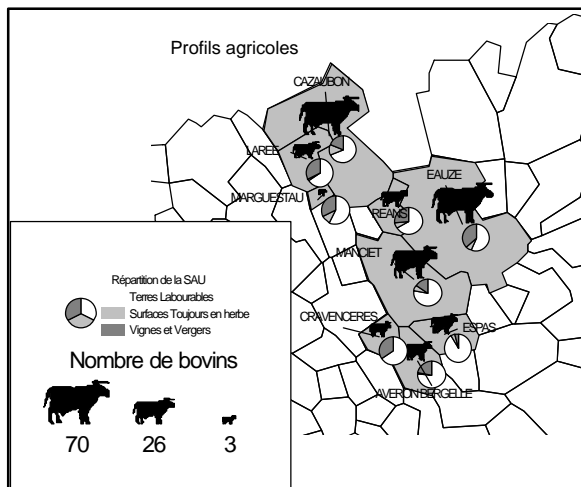 Profils agricoles
CAZAUBON
LAREE
EAUZE
MARGUESTAU
REANS
MANCIET
CRAVENCERES
ESPAS
AVERON BERGELLE
Répartition de la SAU
Terres Labourables
Surfaces Toujours en herbe
Vignes et Vergers
Nombre de bovins
70 26 3